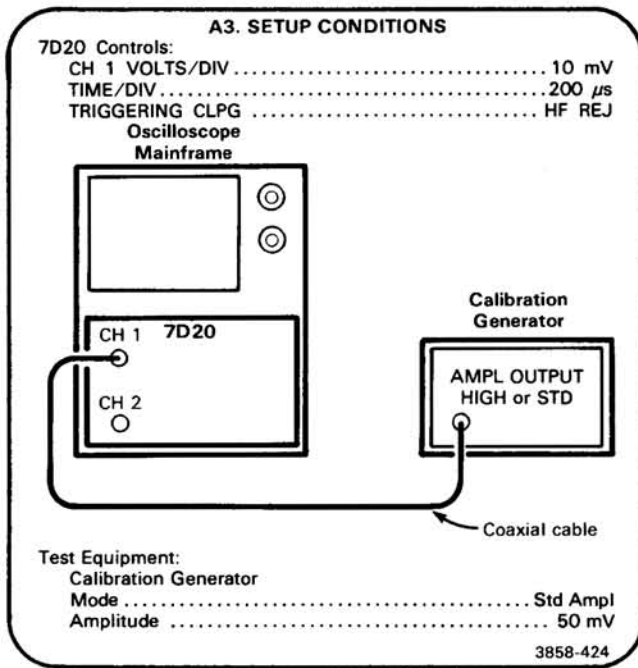 A3. SETUP CONDITIONS
7D20 Controls:
CH 1 VOLTS/DIV ........................................ 10 mV
TIME/DIV ................................................. 200 µs
TRIGGERING CLPG ................................... HF REJ
Oscilloscope
Mainframe
CH 1 7D20
CH 2
Calibration
Generator
AMPL OUTPUT
HIGH or STD
Coaxial cable
Test Equipment:
Calibration Generator
Mode ................................................ Std Ampl
Amplitude ............................................ 50 mV
3858-424